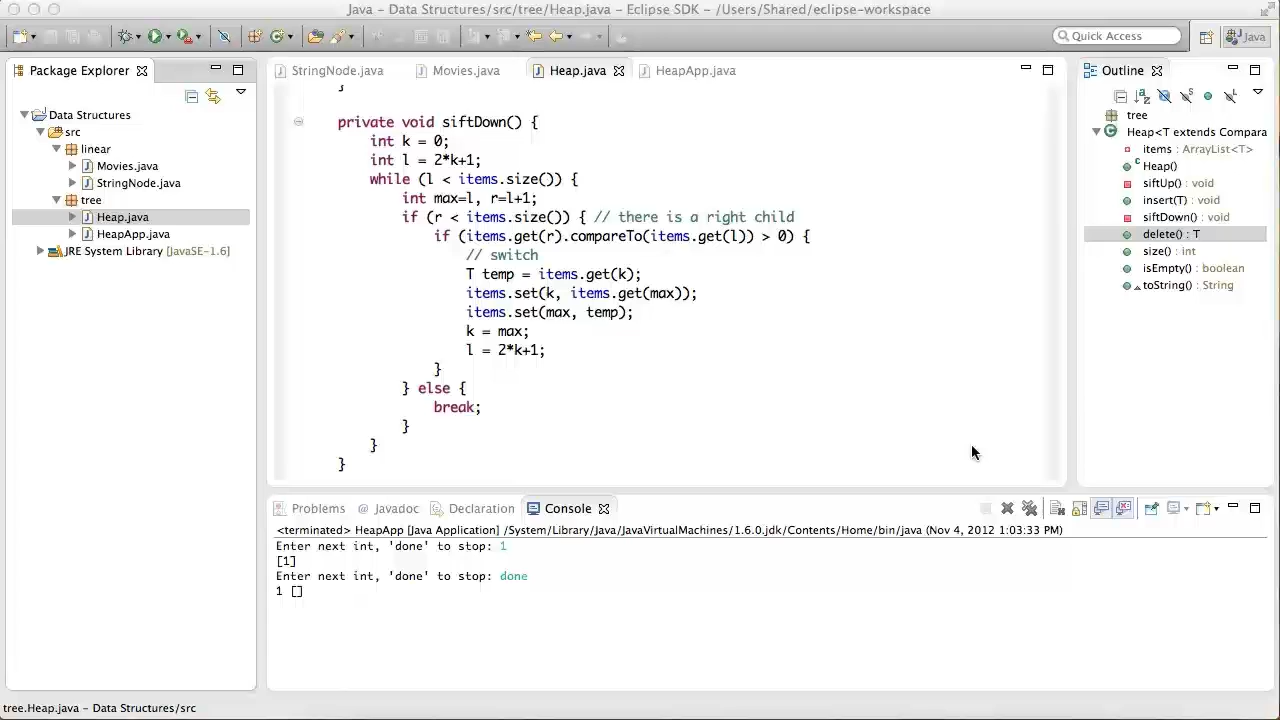 Java - Data Structures/src/tree/Heap.java - Eclipse SDK - /Users/Shared/eclipse-workspace
Quick Access
Java
Package Explorer
Data Structures
src
linear
Movies.java
StringNode.java
tree
Heap.java
HeapApp.java
JRE System Library [JavaSE-1.6]
StringNode.java
Movies.java
Heap.java
HeapApp.java
}
private void siftDown() {
int k = 0;
int l = 2*k+1;
while (l < items.size()) {
int max=l, r=l+1;
if (r < items.size()) { // there is a right child
if (items.get(r).compareTo(items.get(l)) > 0) {
// switch
T temp = items.get(k);
items.set(k, items.get(max));
items.set(max, temp);
k = max;
l = 2*k+1;
}
} else {
break;
}
}
}
Outline
tree
Heap<T extends Compara
items : ArrayList<T>
Heap()
siftUp() : void
insert(T) : void
siftDown() : void
delete() : T
size() : int
isEmpty() : boolean
toString() : String
Problems
@ Javadoc
Declaration
Console
<terminated> HeapApp [Java Application] /System/Library/Java/JavaVirtualMachines/1.6.0.jdk/Contents/Home/bin/java (Nov 4, 2012 1:03:33 PM)
Enter next int, 'done' to stop: 1
[1]
Enter next int, 'done' to stop: done
1 []
tree.Heap.java - Data Structures/src